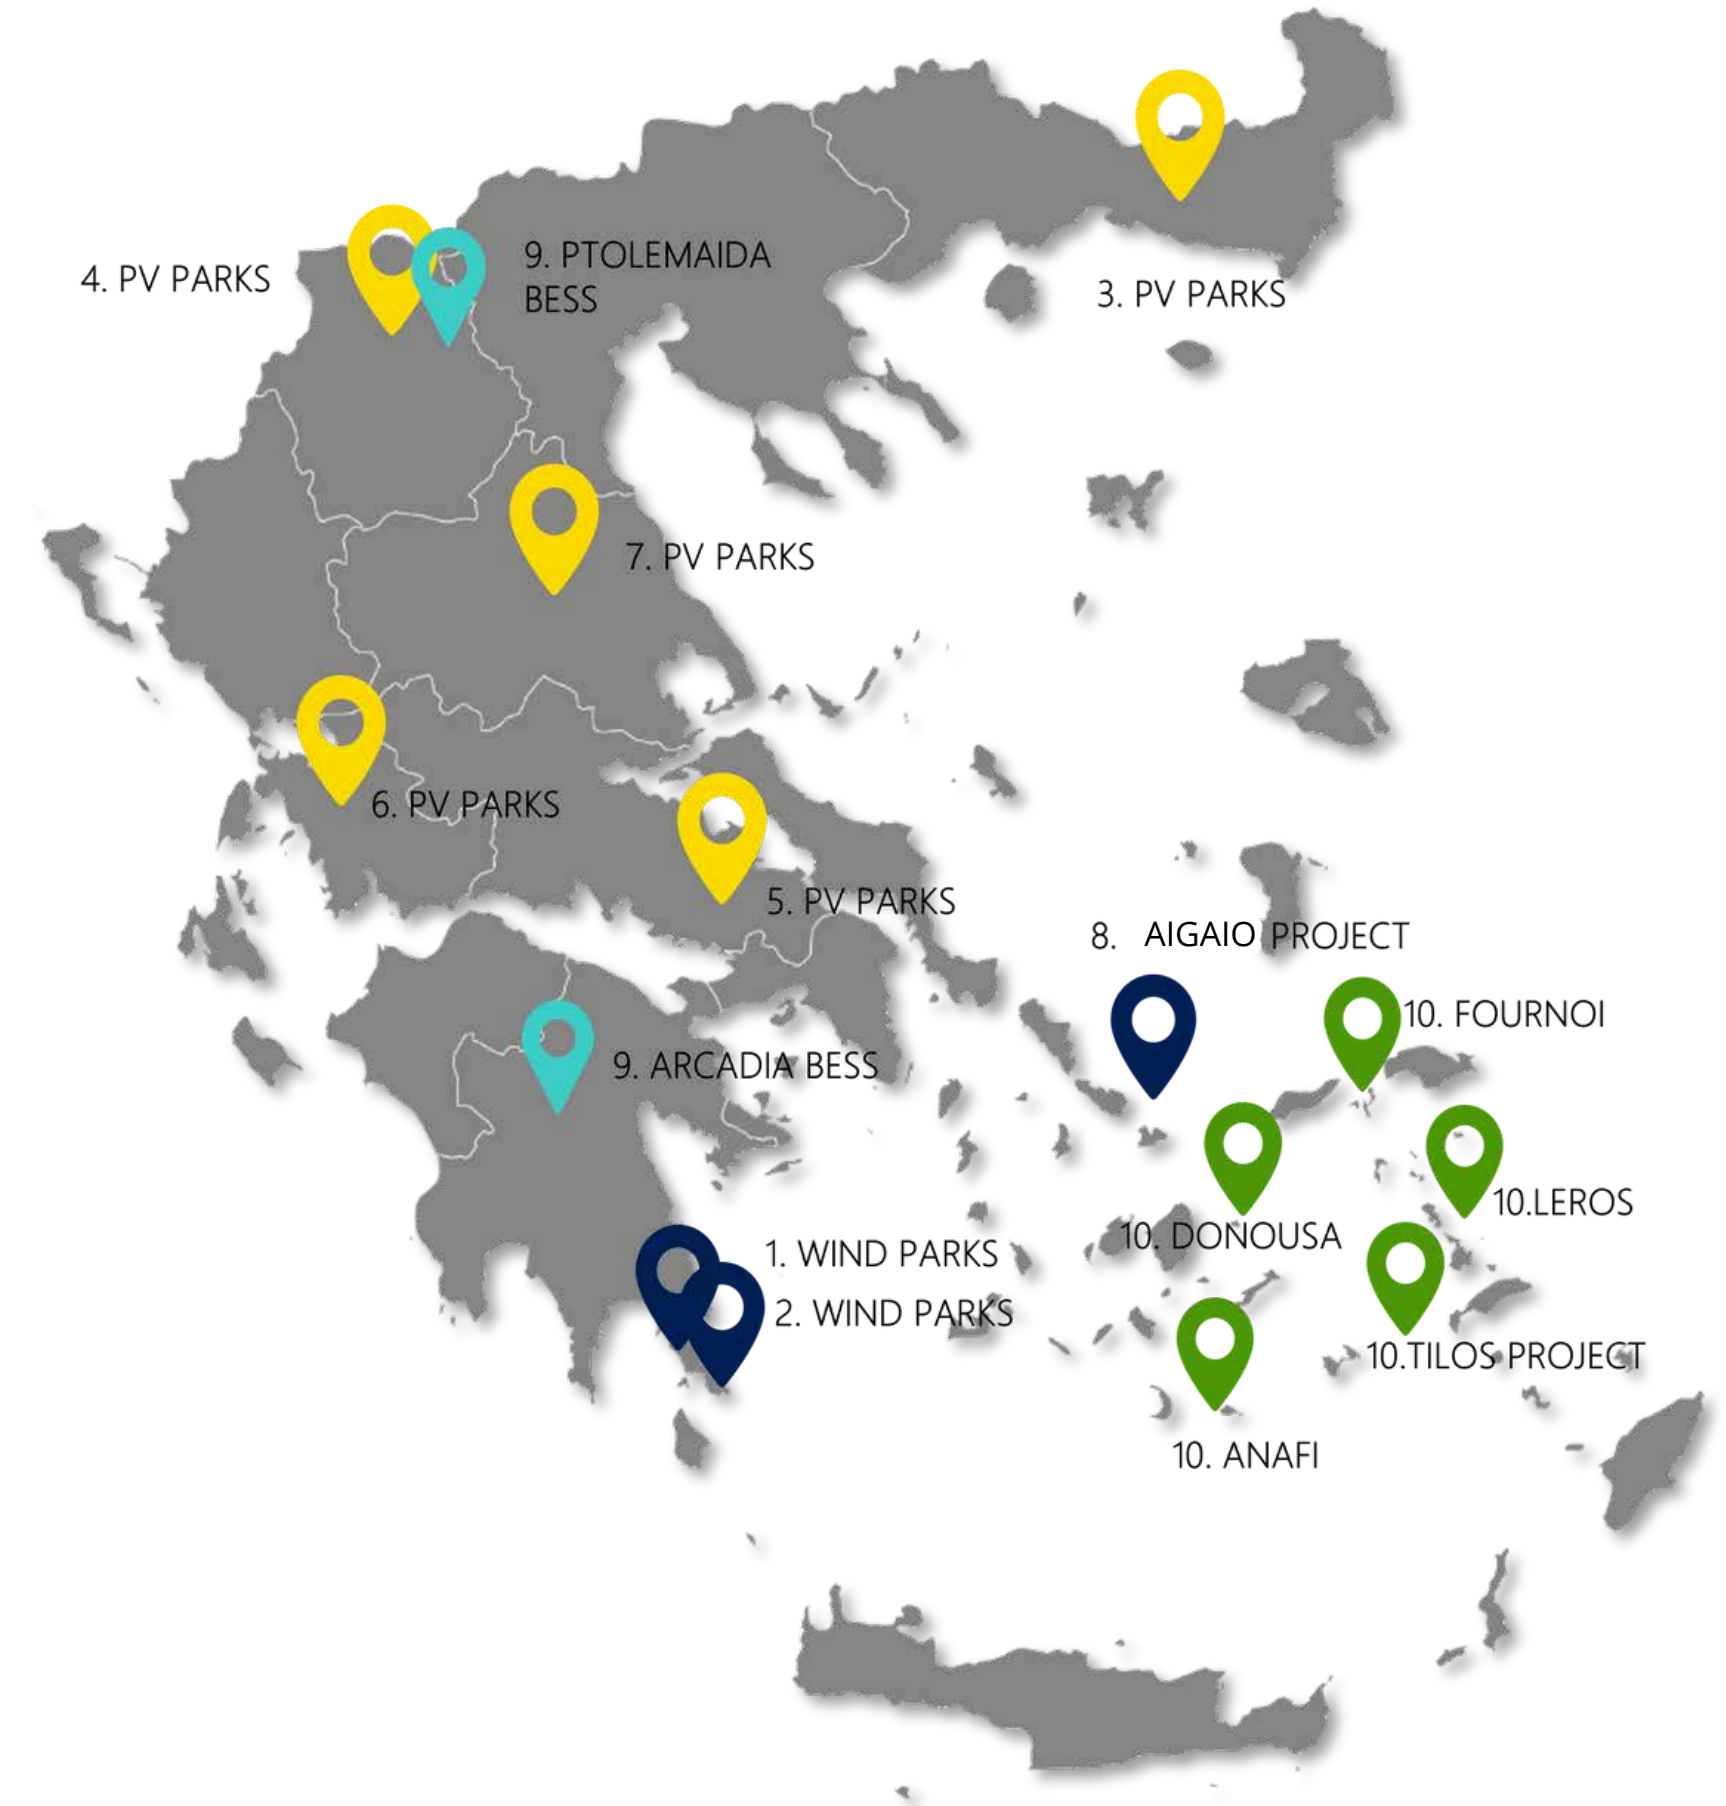 9. PTOLEMAIDA
BESS
4. PV PARKS
3. PV PARKS
7. PV PARKS
6. PV PARKS
5. PV PARKS
8. AIGAIO PROJECT
10. FOURNOI
9. ARCADIA BESS
10.LEROS
10. DONOUSA
1. WIND PARKS
2. WIND PARKS
10.TILOS PROJECT
10. ANAFI